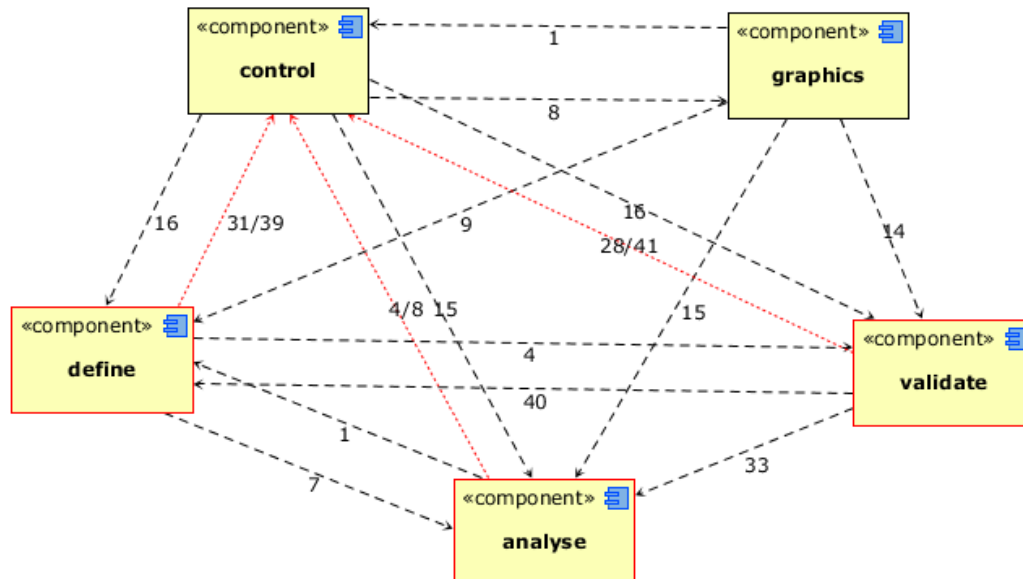 «component»
control
«component»
graphics
1
8
16
31/39
9
16
28/41
14
4/8
15
15
«component»
define
«component»
validate
4
40
1
7
33
«component»
analyse